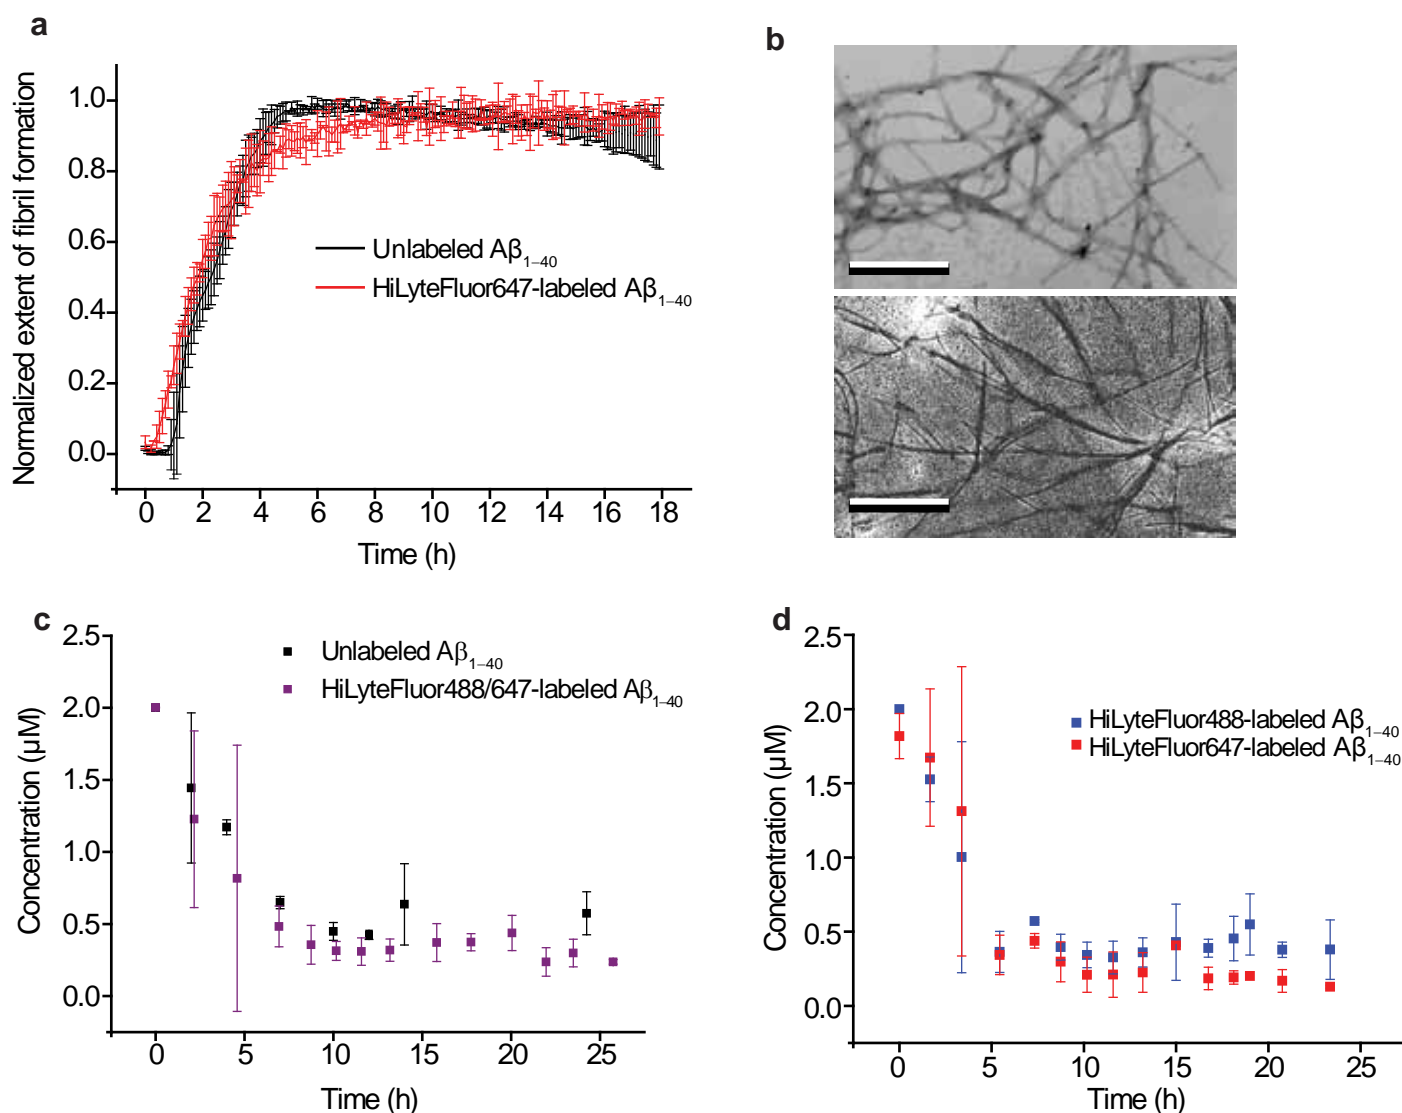 a
Normalized extent of fibril formation
1.0
0.8
0.6
0.4
0.2
0.0
Unlabeled Aβ1–40
HiLyteFluor647-labeled Aβ1–40
0 2 4 6 8 10 12 14 16 18
Time (h)
b
c
Concentration (µM)
2.5
2.0
1.5
1.0
0.5
0.0
Unlabeled Aβ1–40
HiLyteFluor488/647-labeled Aβ1–40
0 5 10 15 20 25
Time (h)
d
Concentration (µM)
2.5
2.0
1.5
1.0
0.5
0.0
HiLyteFluor488-labeled Aβ1–40
HiLyteFluor647-labeled Aβ1–40
0 5 10 15 20 25
Time (h)